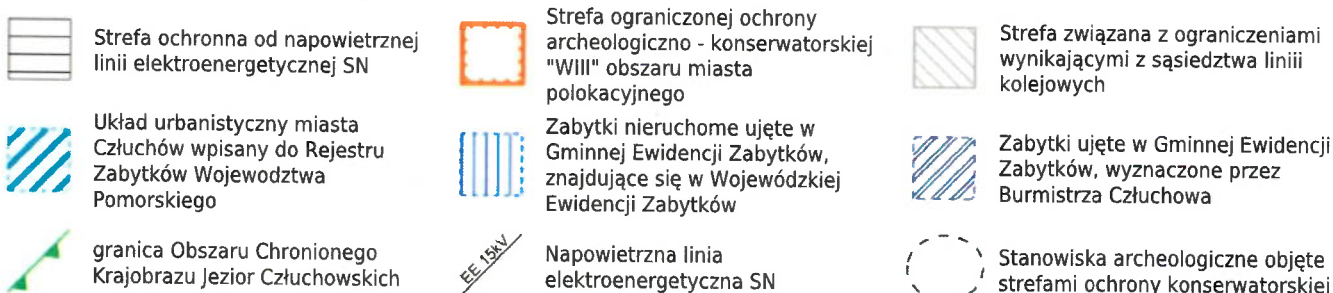 Strefa ochronna od napowietrznej
linii elektroenergetycznej SN
Strefa ograniczonej ochrony
archeologiczno - konserwatorskiej
"WIII" obszaru miasta
polokacyjnego
Strefa związana z ograniczeniami
wynikającymi z sąsiedztwa liniii
kolejowych
Układ urbanistyczny miasta
Człuchów wpisany do Rejestru
Zabytków Wojewodztwa
Pomorskiego
Zabytki nieruchome ujęte w
Gminnej Ewidencji Zabytków,
znajdujące się w Wojewódzkiej
Ewidencji Zabytków
Zabytki ujęte w Gminnej Ewidencji
Zabytków, wyznaczone przez
Burmistrza Człuchowa
granica Obszaru Chronionego
Krajobrazu Jezior Człuchowskich
EE 15kV
Napowietrzna linia
elektroenergetyczna SN
Stanowiska archeologiczne objęte
strefami ochrony konserwatorskiej